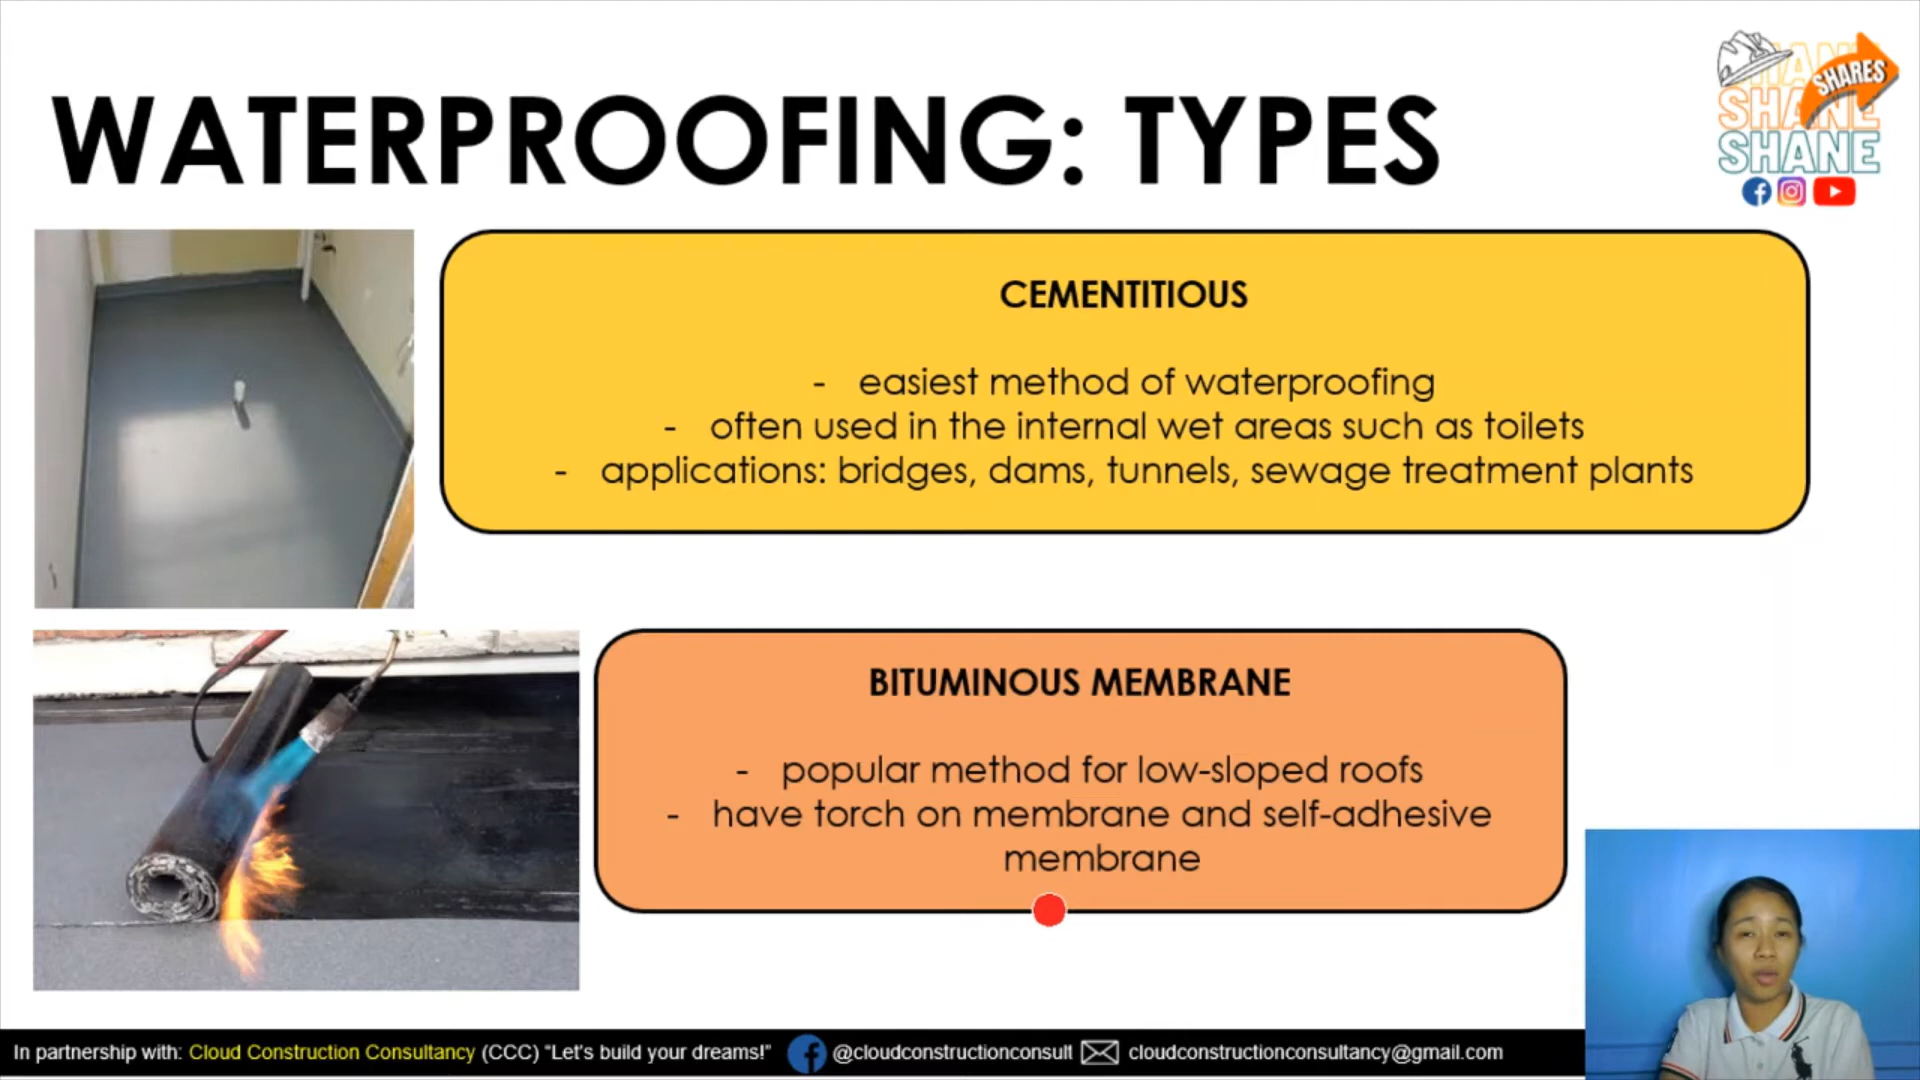 WATERPROOFING: TYPES
SHARES
SHANE
SHANE
SHANE
CEMENTITIOUS
- easiest method of waterproofing
- often used in the internal wet areas such as toilets
- applications: bridges, dams, tunnels, sewage treatment plants
BITUMINOUS MEMBRANE
- popular method for low-sloped roofs
- have torch on membrane and self-adhesive
membrane
In partnership with: Cloud Construction Consultancy (CCC) “Let's build your dreams!” @cloudconstructionconsult cloudconstructionconsultancy@gmail.com